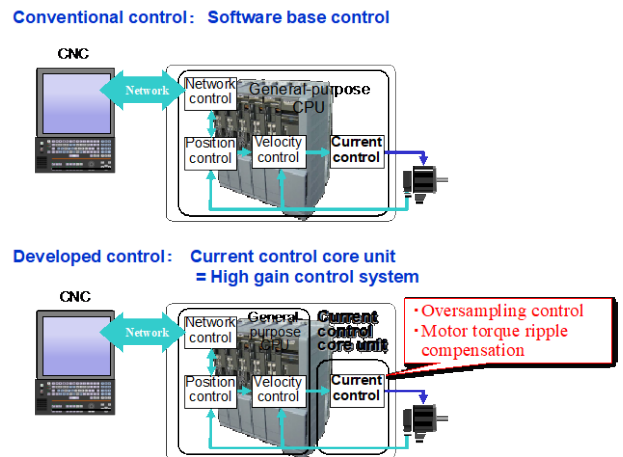 Conventional control: Software base control
CNC
Network
Network
control
General-purpose
CPU
Position
control
Velocity
control
Current
control
Developed control: Current control core unit
= High gain control system
CNC
Network
Network
control
General-
purpose
CPU
Current
control
core unit
・Oversampling control
・Motor torque ripple
compensation
Position
control
Velocity
control
Current
control